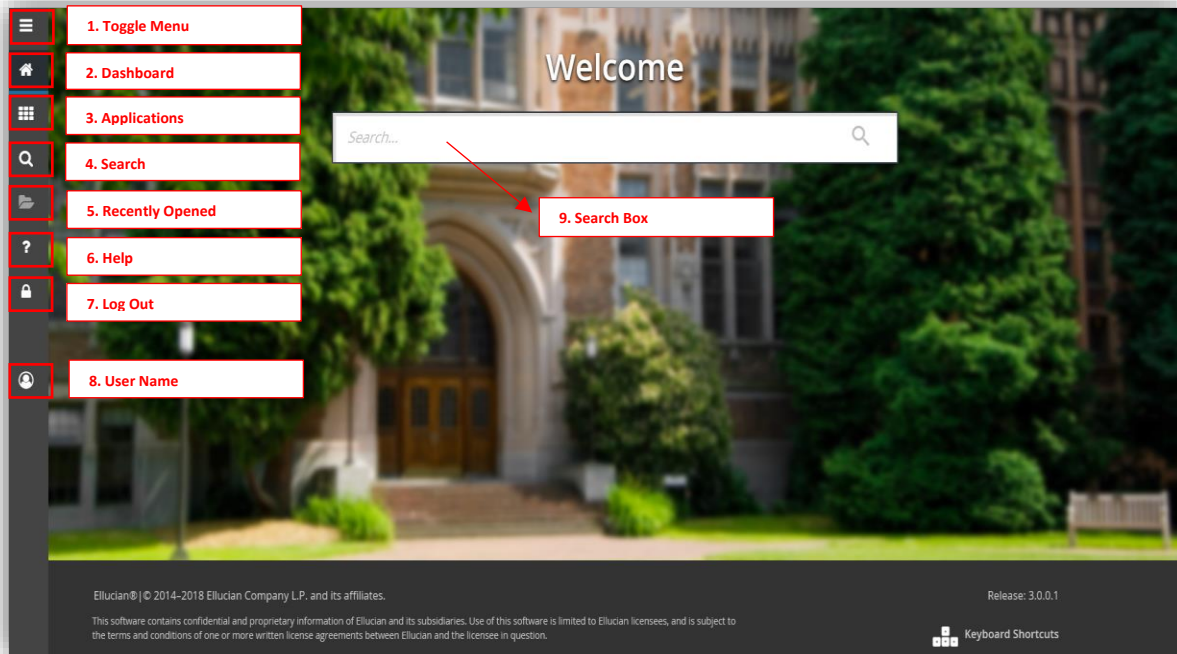 1. Toggle Menu
Welcome
2. Dashboard
3. Applications
Search...
4. Search
5. Recently Opened
9. Search Box
?
6. Help
7. Log Out
8. User Name
Ellucian®|© 2014–2018 Ellucian Company L.P. and its affiliates.
Release: 3.0.0.1
This software contains confidential and proprietary information of Ellucian and its subsidiaries. Use of this software is limited to Ellucian licensees, and is subject to
the terms and conditions of one or more written license agreements between Ellucian and the licensee in question.
Keyboard Shortcuts